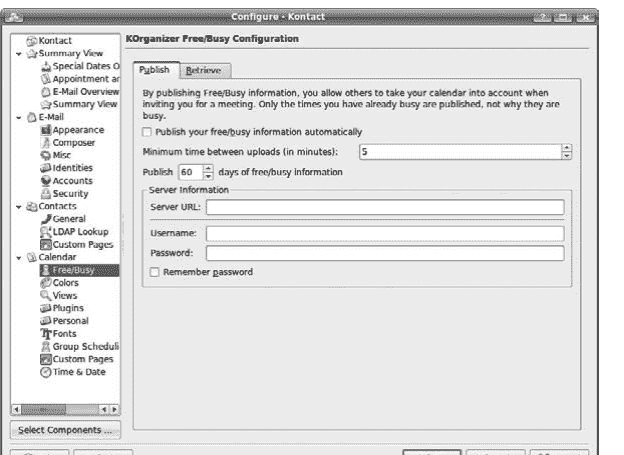 Configure - Kontact
Kontact
Summary View
Special Dates O
Appointment ar
E-Mail Overview
Summary View
E-Mail
Appearance
Composer
Misc
Identities
Accounts
Security
Contacts
General
LDAP Lookup
Custom Pages
Calendar
Free/Busy
Colors
Views
Plugins
Personal
Fonts
Group Scheduli
Custom Pages
Time & Date
Select Components ...
KOrganizer Free/Busy Configuration
Publish Retrieve
By publishing Free/Busy information, you allow others to take your calendar into account when
inviting you for a meeting. Only the times you have already busy are published, not why they are
busy.
Publish your free/busy information automatically
Minimum time between uploads (in minutes): 5
Publish 60 days of free/busy information
Server Information
Server URL:
Username:
Password:
Remember password